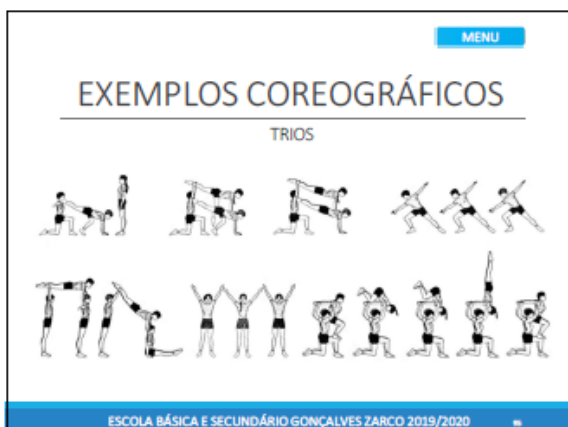 MENU
EXEMPLOS COREOGRÁFICOS
TRIOS
ESCOLA BÁSICA E SECUNDÁRIO GONÇALVES ZARCO 2019/2020